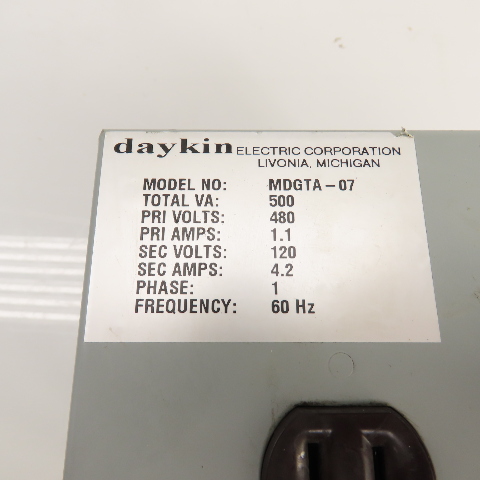 daykin ELECTRIC CORPORATION
LIVONIA, MICHIGAN
MODEL NO: MDGTA-07
TOTAL VA: 500
PRI VOLTS: 480
PRI AMPS: 1.1
SEC VOLTS: 120
SEC AMPS: 4.2
PHASE: 1
FREQUENCY: 60 Hz